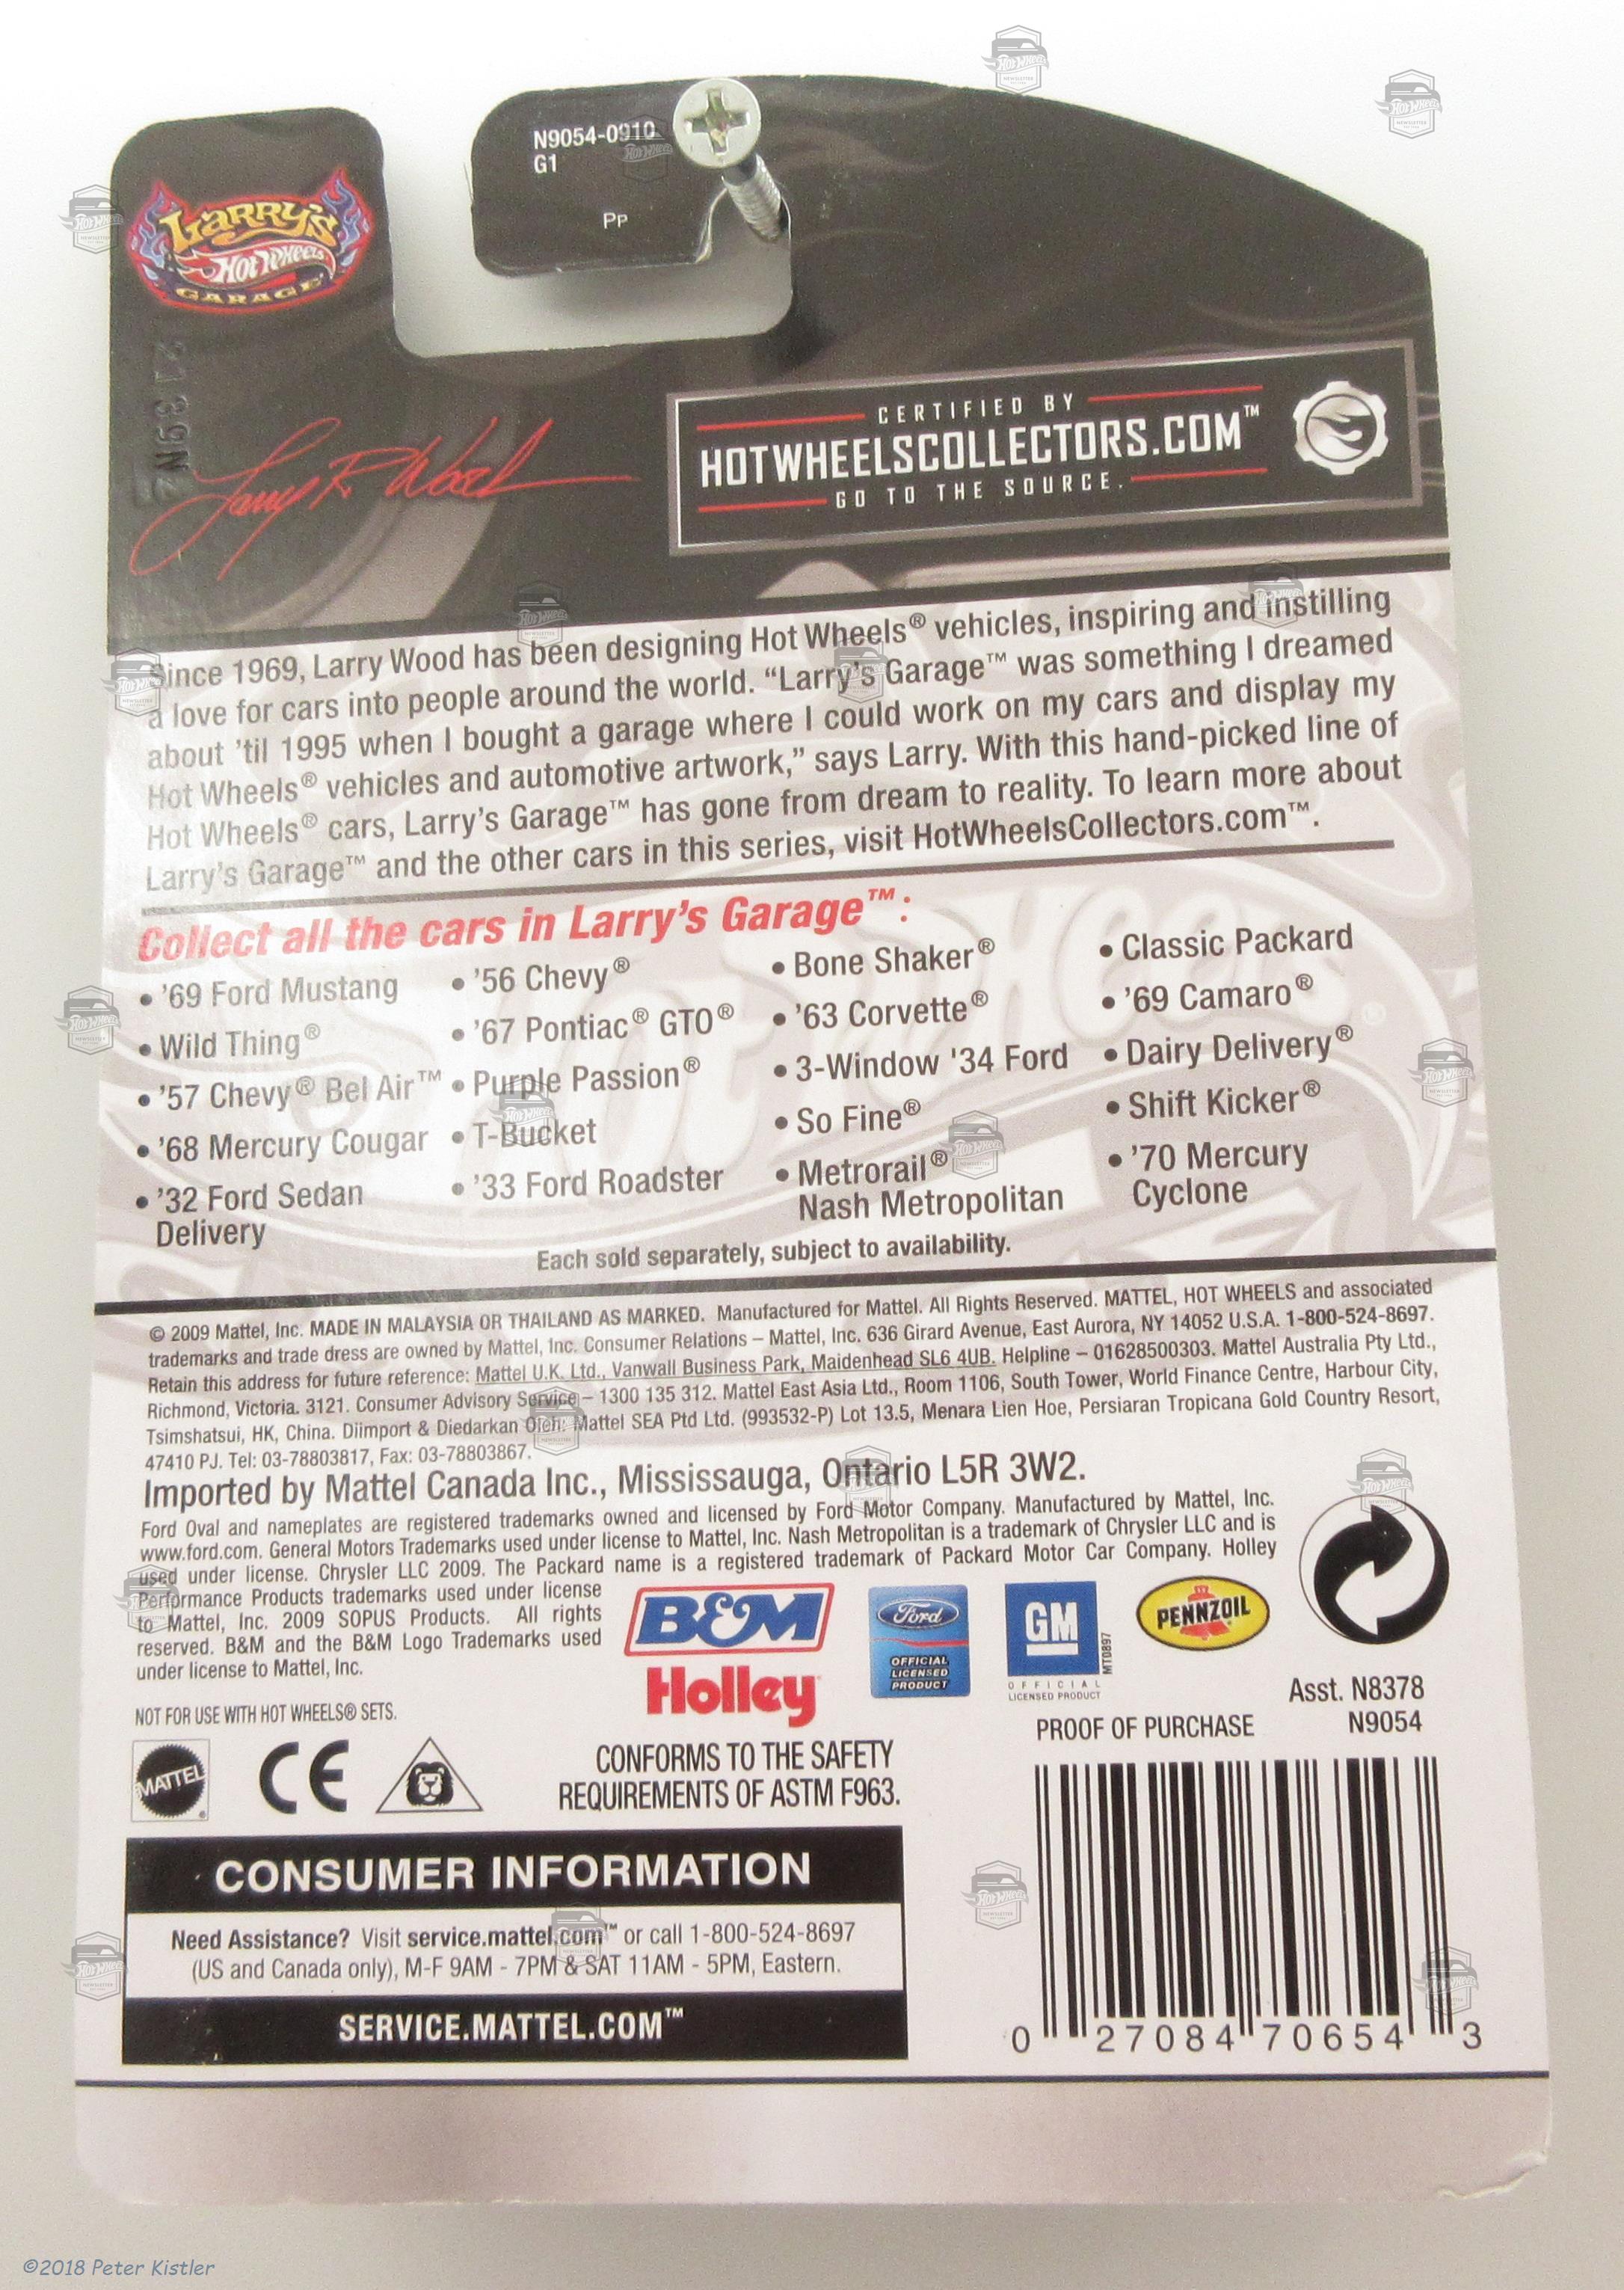 N9054-0910
G1
Pp
LARRY'S
HOT WHEELS
GARAGE
Larry R. Wood
CERTIFIED BY
HOTWHEELSCOLLECTORS.COM™
GO TO THE SOURCE.
Since 1969, Larry Wood has been designing Hot Wheels® vehicles, inspiring and instilling
a love for cars into people around the world. “Larry’s Garage™ was something I dreamed
about ’til 1995 when I bought a garage where I could work on my cars and display my
Hot Wheels® vehicles and automotive artwork,” says Larry. With this hand-picked line of
Hot Wheels® cars, Larry’s Garage™ has gone from dream to reality. To learn more about
Larry’s Garage™ and the other cars in this series, visit HotWheelsCollectors.com™.
Collect all the cars in Larry’s Garage™:
• ’69 Ford Mustang
• Wild Thing®
• ’57 Chevy® Bel Air™
• ’68 Mercury Cougar
• ’32 Ford Sedan
Delivery
• ’56 Chevy®
• ’67 Pontiac® GTO®
• Purple Passion®
• T-Bucket
• ’33 Ford Roadster
• Bone Shaker®
• ’63 Corvette®
• 3-Window '34 Ford
• So Fine®
• Metrorail®
Nash Metropolitan
• Classic Packard
• ’69 Camaro®
• Dairy Delivery®
• Shift Kicker®
• ’70 Mercury
Cyclone
Each sold separately, subject to availability.
© 2009 Mattel, Inc. MADE IN MALAYSIA OR THAILAND AS MARKED. Manufactured for Mattel. All Rights Reserved. MATTEL, HOT WHEELS and associated
trademarks and trade dress are owned by Mattel, Inc. Consumer Relations – Mattel, Inc. 636 Girard Avenue, East Aurora, NY 14052 U.S.A. 1-800-524-8697.
Retain this address for future reference: Mattel U.K. Ltd., Vanwall Business Park, Maidenhead SL6 4UB. Helpline – 01628500303. Mattel Australia Pty Ltd.,
Richmond, Victoria. 3121. Consumer Advisory Service – 1300 135 312. Mattel East Asia Ltd., Room 1106, South Tower, World Finance Centre, Harbour City,
Tsimshatsui, HK, China. Diimport & Diedarkan Oleh: Mattel SEA Ptd Ltd. (993532-P) Lot 13.5, Menara Lien Hoe, Persiaran Tropicana Gold Country Resort,
47410 PJ. Tel: 03-78803817, Fax: 03-78803867.
Imported by Mattel Canada Inc., Mississauga, Ontario L5R 3W2.
Ford Oval and nameplates are registered trademarks owned and licensed by Ford Motor Company. Manufactured by Mattel, Inc.
www.ford.com. General Motors Trademarks used under license to Mattel, Inc. Nash Metropolitan is a trademark of Chrysler LLC and is
used under license. Chrysler LLC 2009. The Packard name is a registered trademark of Packard Motor Car Company. Holley
Performance Products trademarks used under license
to Mattel, Inc. 2009 SOPUS Products. All rights
reserved. B&M and the B&M Logo Trademarks used
under license to Mattel, Inc.
B&M
Holley
Ford
OFFICIAL
LICENSED
PRODUCT
GM
MT0897
OFFICIAL
LICENSED PRODUCT
PENNZOIL
NOT FOR USE WITH HOT WHEELS® SETS.
Asst. N8378
N9054
PROOF OF PURCHASE
MATTEL
CE
CONFORMS TO THE SAFETY
REQUIREMENTS OF ASTM F963.
CONSUMER INFORMATION
Need Assistance? Visit service.mattel.com™ or call 1-800-524-8697
(US and Canada only), M-F 9AM - 7PM & SAT 11AM - 5PM, Eastern.
SERVICE.MATTEL.COM™
0 27084 70654 3
©2018 Peter Kistler